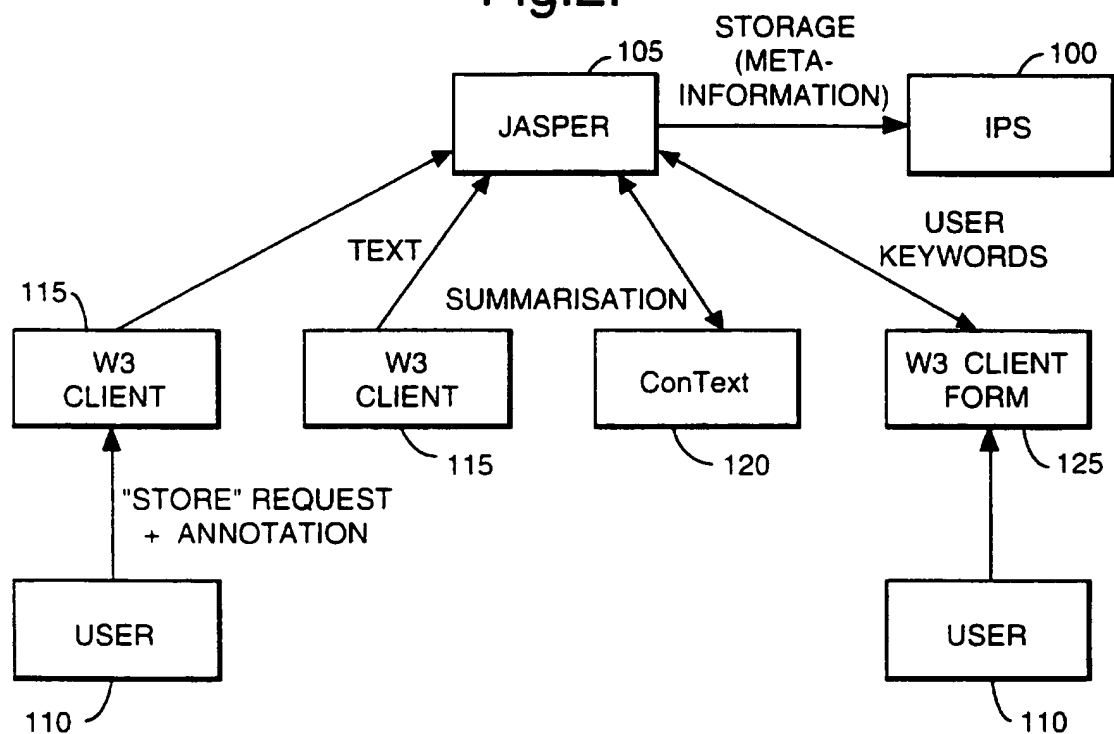 Fig.2.
STORAGE
(META-
INFORMATION)
105
100
JASPER
IPS
TEXT
USER
KEYWORDS
SUMMARISATION
115
W3
CLIENT
W3
CLIENT
ConText
W3 CLIENT
FORM
115
120
125
"STORE" REQUEST
+ ANNOTATION
USER
USER
110
110